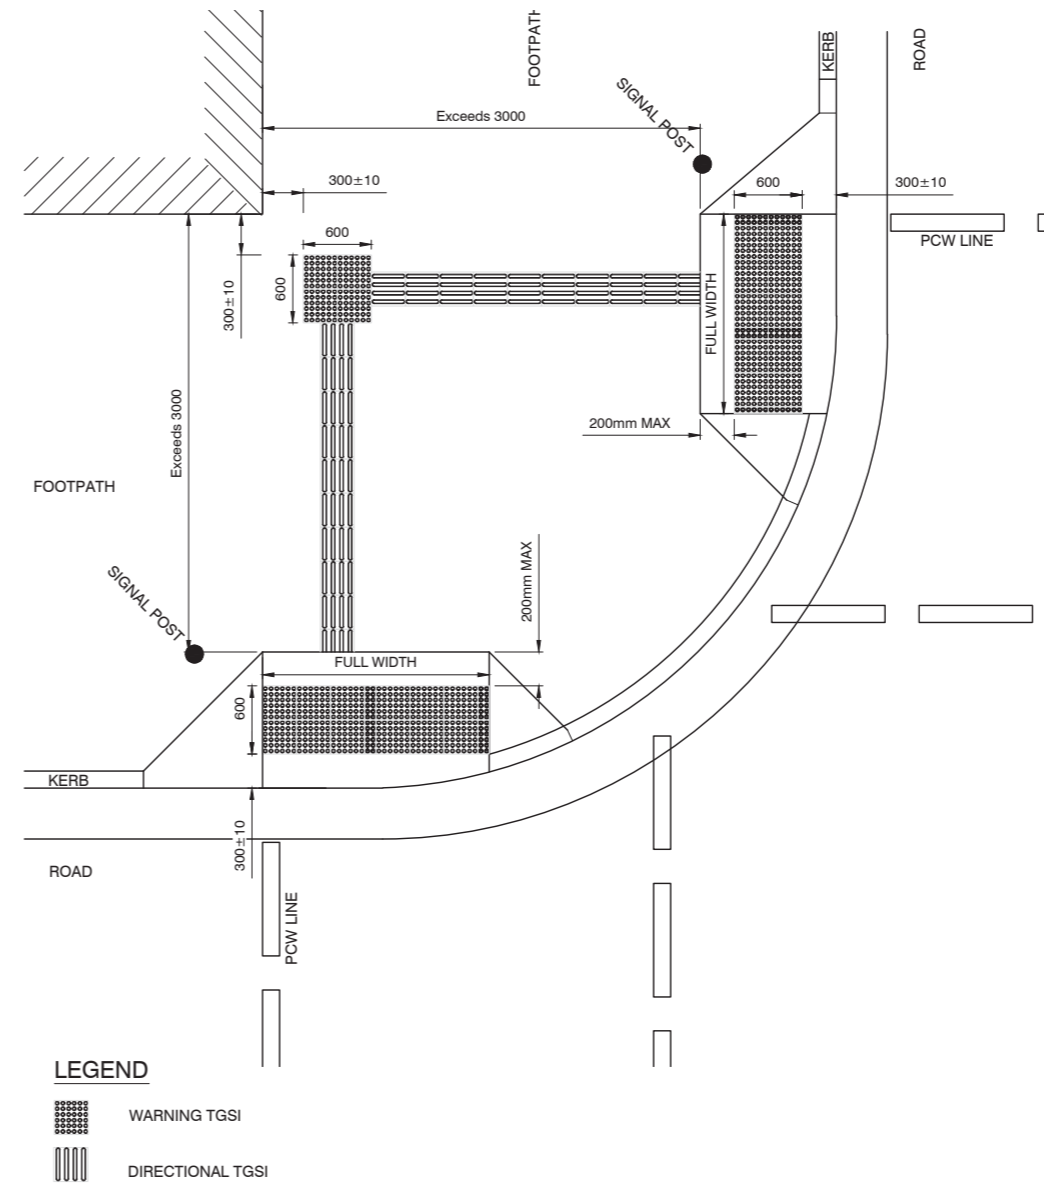 FOOTPATH
KERB
ROAD
SIGNAL POST
Exceeds 3000
300±10
600
300±10
PCW LINE
600
600
300±10
FULL WIDTH
Exceeds 3000
200mm MAX
FOOTPATH
200mm MAX
SIGNAL POST
FULL WIDTH
600
KERB
300±10
ROAD
PCW LINE
LEGEND
WARNING TGSI
DIRECTIONAL TGSI